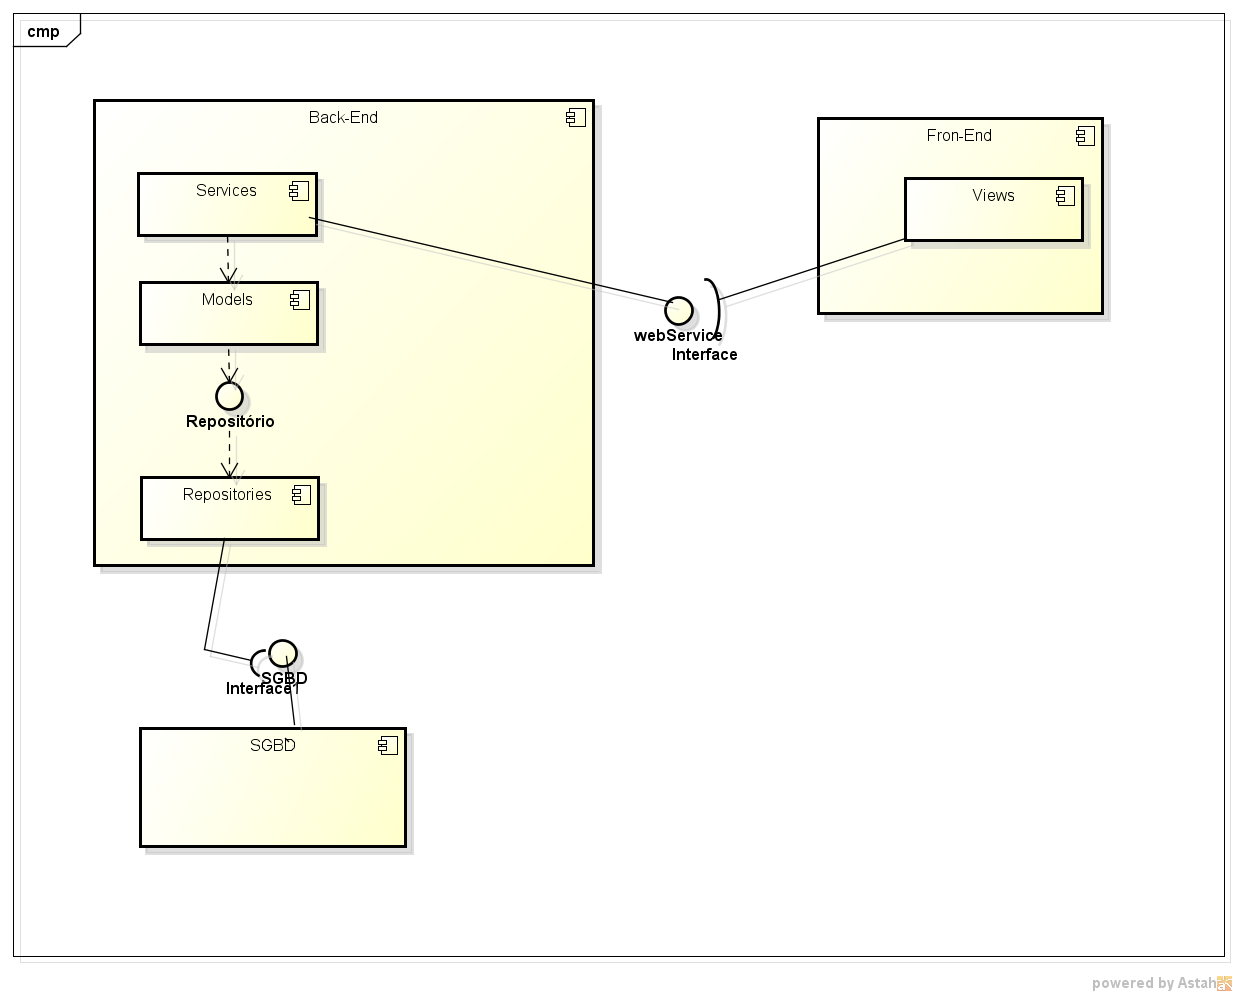 cmp
Back-End
Fron-End
Services
Views
Models
webService
Interface
Repositório
Repositories
SGBD
Interface1
SGBD
powered by Astah